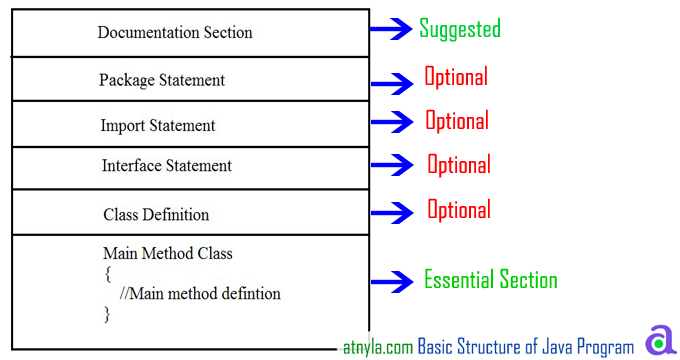 Documentation Section Suggested
Package Statement Optional
Import Statement Optional
Interface Statement Optional
Class Definition Optional
Main Method Class
{
//Main method defintion Essential Section
}
atnyla.com Basic Structure of Java Program a